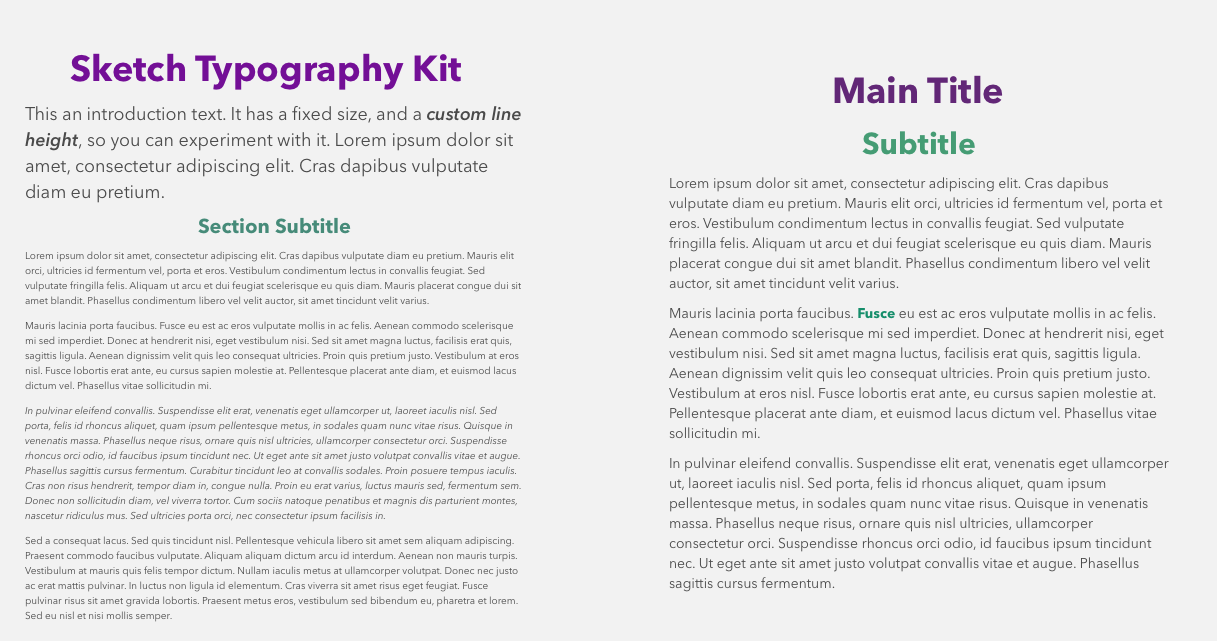 Sketch Typography Kit
This an introduction text. It has a fixed size, and a custom line
height, so you can experiment with it. Lorem ipsum dolor sit
amet, consectetur adipiscing elit. Cras dapibus vulputate
diam eu pretium.
Section Subtitle
Lorem ipsum dolor sit amet, consectetur adipiscing elit. Cras dapibus vulputate diam eu pretium. Mauris elit
orci, ultricies id fermentum vel, porta et eros. Vestibulum condimentum lectus in convallis feugiat. Sed
vulputate fringilla felis. Aliquam ut arcu et dui feugiat scelerisque eu quis diam. Mauris placerat congue dui sit
amet blandit. Phasellus condimentum libero vel velit auctor, sit amet tincidunt velit varius.
Mauris lacinia porta faucibus. Fusce eu est ac eros vulputate mollis in ac felis. Aenean commodo scelerisque
mi sed imperdiet. Donec at hendrerit nisi, eget vestibulum nisi. Sed sit amet magna luctus, facilisis erat quis,
sagittis ligula. Aenean dignissim velit quis leo consequat ultricies. Proin quis pretium justo. Vestibulum at eros
nisl. Fusce lobortis erat ante, eu cursus sapien molestie at. Pellentesque placerat ante diam, et euismod lacus
dictum vel. Phasellus vitae sollicitudin mi.
In pulvinar eleifend convallis. Suspendisse elit erat, venenatis eget ullamcorper ut, laoreet iaculis nisl. Sed
porta, felis id rhoncus aliquet, quam ipsum pellentesque metus, in sodales quam nunc vitae risus. Quisque in
venenatis massa. Phasellus neque risus, ornare quis nisl ultricies, ullamcorper consectetur orci. Suspendisse
rhoncus orci odio, id faucibus ipsum tincidunt nec. Ut eget ante sit amet justo volutpat convallis vitae et augue.
Phasellus sagittis cursus fermentum. Curabitur tincidunt leo at convallis sodales. Proin posuere tempus iaculis.
Cras non risus hendrerit, tempor diam in, congue nulla. Proin eu erat varius, luctus mauris sed, fermentum sem.
Donec non sollicitudin diam, vel viverra tortor. Cum sociis natoque penatibus et magnis dis parturient montes,
nascetur ridiculus mus. Sed ultricies porta orci, nec consectetur ipsum facilisis in.
Sed a consequat lacus. Sed quis tincidunt nisl. Pellentesque vehicula libero sit amet sem aliquam adipiscing.
Praesent commodo faucibus vulputate. Aliquam aliquam dictum arcu id interdum. Aenean non mauris turpis.
Vestibulum at mauris quis felis tempor dictum. Nullam iaculis metus at ullamcorper volutpat. Donec nec justo
ac erat mattis pulvinar. In luctus non ligula id elementum. Cras viverra sit amet risus eget feugiat. Fusce
pulvinar risus sit amet gravida lobortis. Praesent metus eros, vestibulum sed bibendum eu, pharetra et lorem.
Sed eu nisl et nisi mollis semper.
Main Title
Subtitle
Lorem ipsum dolor sit amet, consectetur adipiscing elit. Cras dapibus
vulputate diam eu pretium. Mauris elit orci, ultricies id fermentum vel, porta et
eros. Vestibulum condimentum lectus in convallis feugiat. Sed vulputate
fringilla felis. Aliquam ut arcu et dui feugiat scelerisque eu quis diam. Mauris
placerat congue dui sit amet blandit. Phasellus condimentum libero vel velit
auctor, sit amet tincidunt velit varius.
Mauris lacinia porta faucibus. Fusce eu est ac eros vulputate mollis in ac felis.
Aenean commodo scelerisque mi sed imperdiet. Donec at hendrerit nisi, eget
vestibulum nisi. Sed sit amet magna luctus, facilisis erat quis, sagittis ligula.
Aenean dignissim velit quis leo consequat ultricies. Proin quis pretium justo.
Vestibulum at eros nisl. Fusce lobortis erat ante, eu cursus sapien molestie at.
Pellentesque placerat ante diam, et euismod lacus dictum vel. Phasellus vitae
sollicitudin mi.
In pulvinar eleifend convallis. Suspendisse elit erat, venenatis eget ullamcorper
ut, laoreet iaculis nisl. Sed porta, felis id rhoncus aliquet, quam ipsum
pellentesque metus, in sodales quam nunc vitae risus. Quisque in venenatis
massa. Phasellus neque risus, ornare quis nisl ultricies, ullamcorper
consectetur orci. Suspendisse rhoncus orci odio, id faucibus ipsum tincidunt
nec. Ut eget ante sit amet justo volutpat convallis vitae et augue. Phasellus
sagittis cursus fermentum.